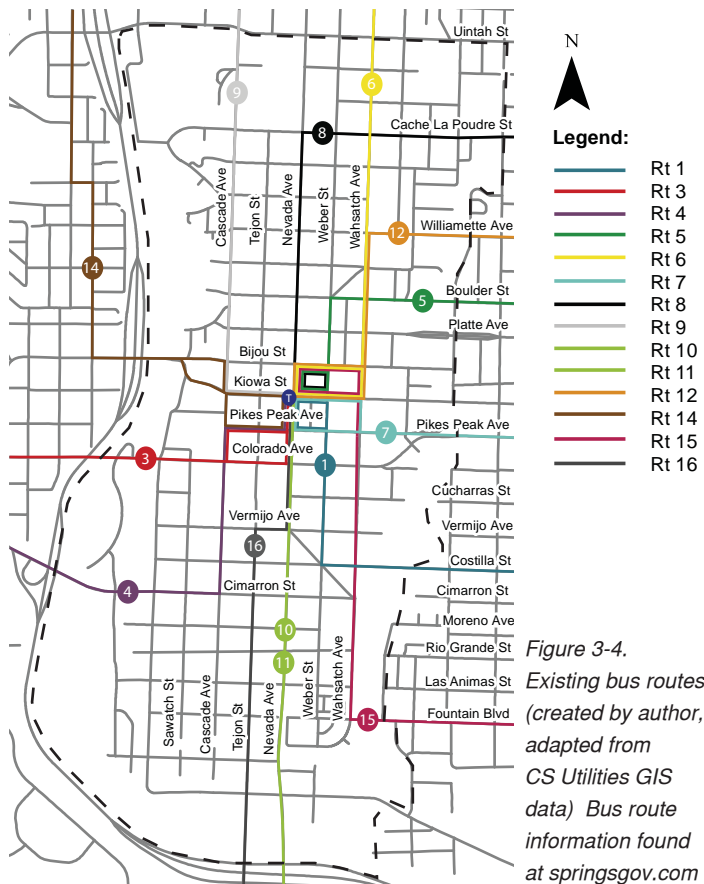 Uintah St
N
9
6
8
Cache La Poudre St
Legend:
Rt 1
Rt 3
Rt 4
Rt 5
Rt 6
Rt 7
Rt 8
Rt 9
Rt 10
Rt 11
Rt 12
Rt 14
Rt 15
Rt 16
Cascade Ave
Tejon St
Nevada Ave
Weber St
Wahsatch Ave
Williamette Ave
12
14
Boulder St
5
Platte Ave
Bijou St
Kiowa St
T
Pikes Peak Ave
Pikes Peak Ave
7
Colorado Ave
3
1
Cucharras St
Vermijo Ave
Vermijo Ave
16
Costilla St
Cimarron St
Cimarron St
4
Moreno Ave
10
Rio Grande St
11
Las Animas St
Sawatch St
Cascade Ave
Tejon St
Nevada Ave
Weber St
Wahsatch Ave
Fountain Blvd
15
Figure 3-4.
Existing bus routes
(created by author,
adapted from
CS Utilities GIS
data) Bus route
information found
at springsgov.com